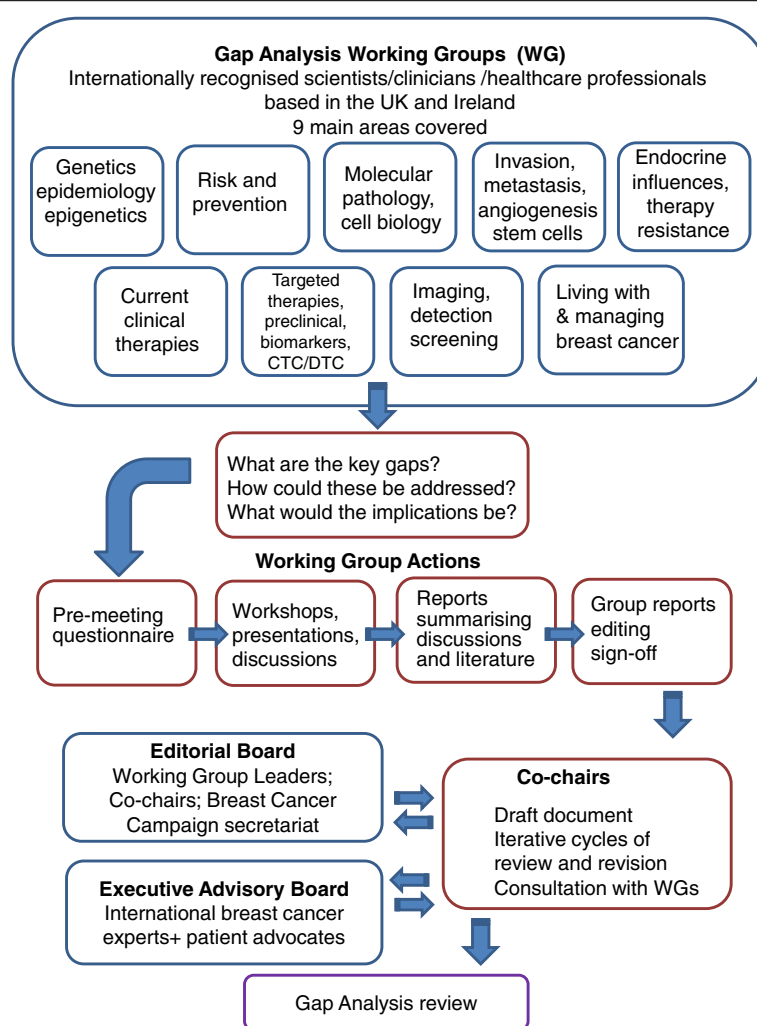 Gap Analysis Working Groups (WG)
Internationally recognised scientists/clinicians /healthcare professionals
based in the UK and Ireland
9 main areas covered
Genetics
epidemiology
epigenetics
Risk and
prevention
Molecular
pathology,
cell biology
Invasion,
metastasis,
angiogenesis
stem cells
Endocrine
influences,
therapy
resistance
Current
clinical
therapies
Targeted
therapies,
preclinical,
biomarkers,
CTC/DTC
Imaging,
detection
screening
Living with
& managing
breast cancer
What are the key gaps?
How could these be addressed?
What would the implications be?
Working Group Actions
Pre-meeting
questionnaire
Workshops,
presentations,
discussions
Reports
summarising
discussions
and literature
Group reports
editing
sign-off
Editorial Board
Working Group Leaders;
Co-chairs; Breast Cancer
Campaign secretariat
Co-chairs
Draft document
Iterative cycles of
review and revision
Consultation with WGs
Executive Advisory Board
International breast cancer
experts+ patient advocates
Gap Analysis review